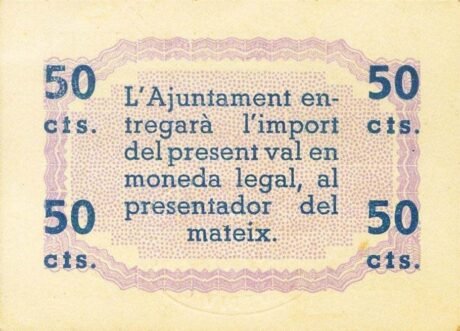 50 cts.
50 cts.
L'Ajuntament en-
tregarà l'import
del present val en
moneda legal, al
presentador del
mateix.
50 cts.
50 cts.